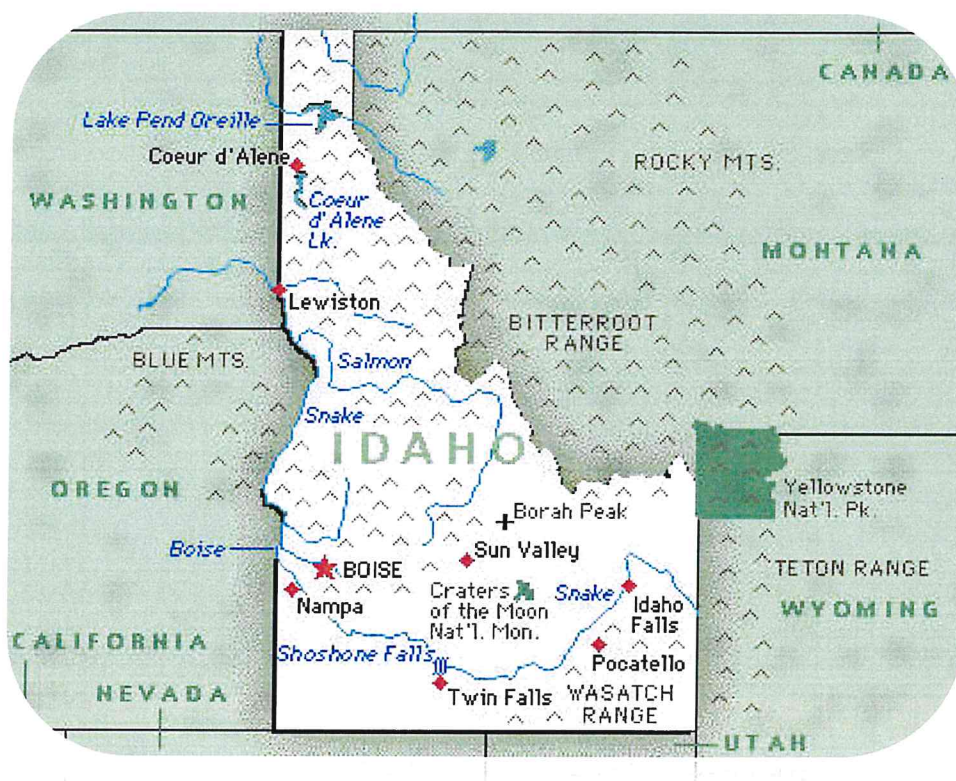 CANADA
Lake Pend Oreille
Coeur d'Alene
ROCKY MTS.
WASHINGTON
Coeur
d'Alene
Lk.
MONTANA
Lewiston
BITTERROOT
RANGE
BLUE MTS.
Salmon
Snake
IDAHO
OREGON
Yellowstone
Nat'l. Pk.
Borah Peak
Boise
BOISE
Sun Valley
TETON RANGE
Craters
of the Moon
Nat'l. Mon.
Snake
Nampa
Idaho
Falls
WYOMING
CALIFORNIA
Shoshone Falls
Pocatello
NEVADA
Twin Falls
WASATCH
RANGE
UTAH